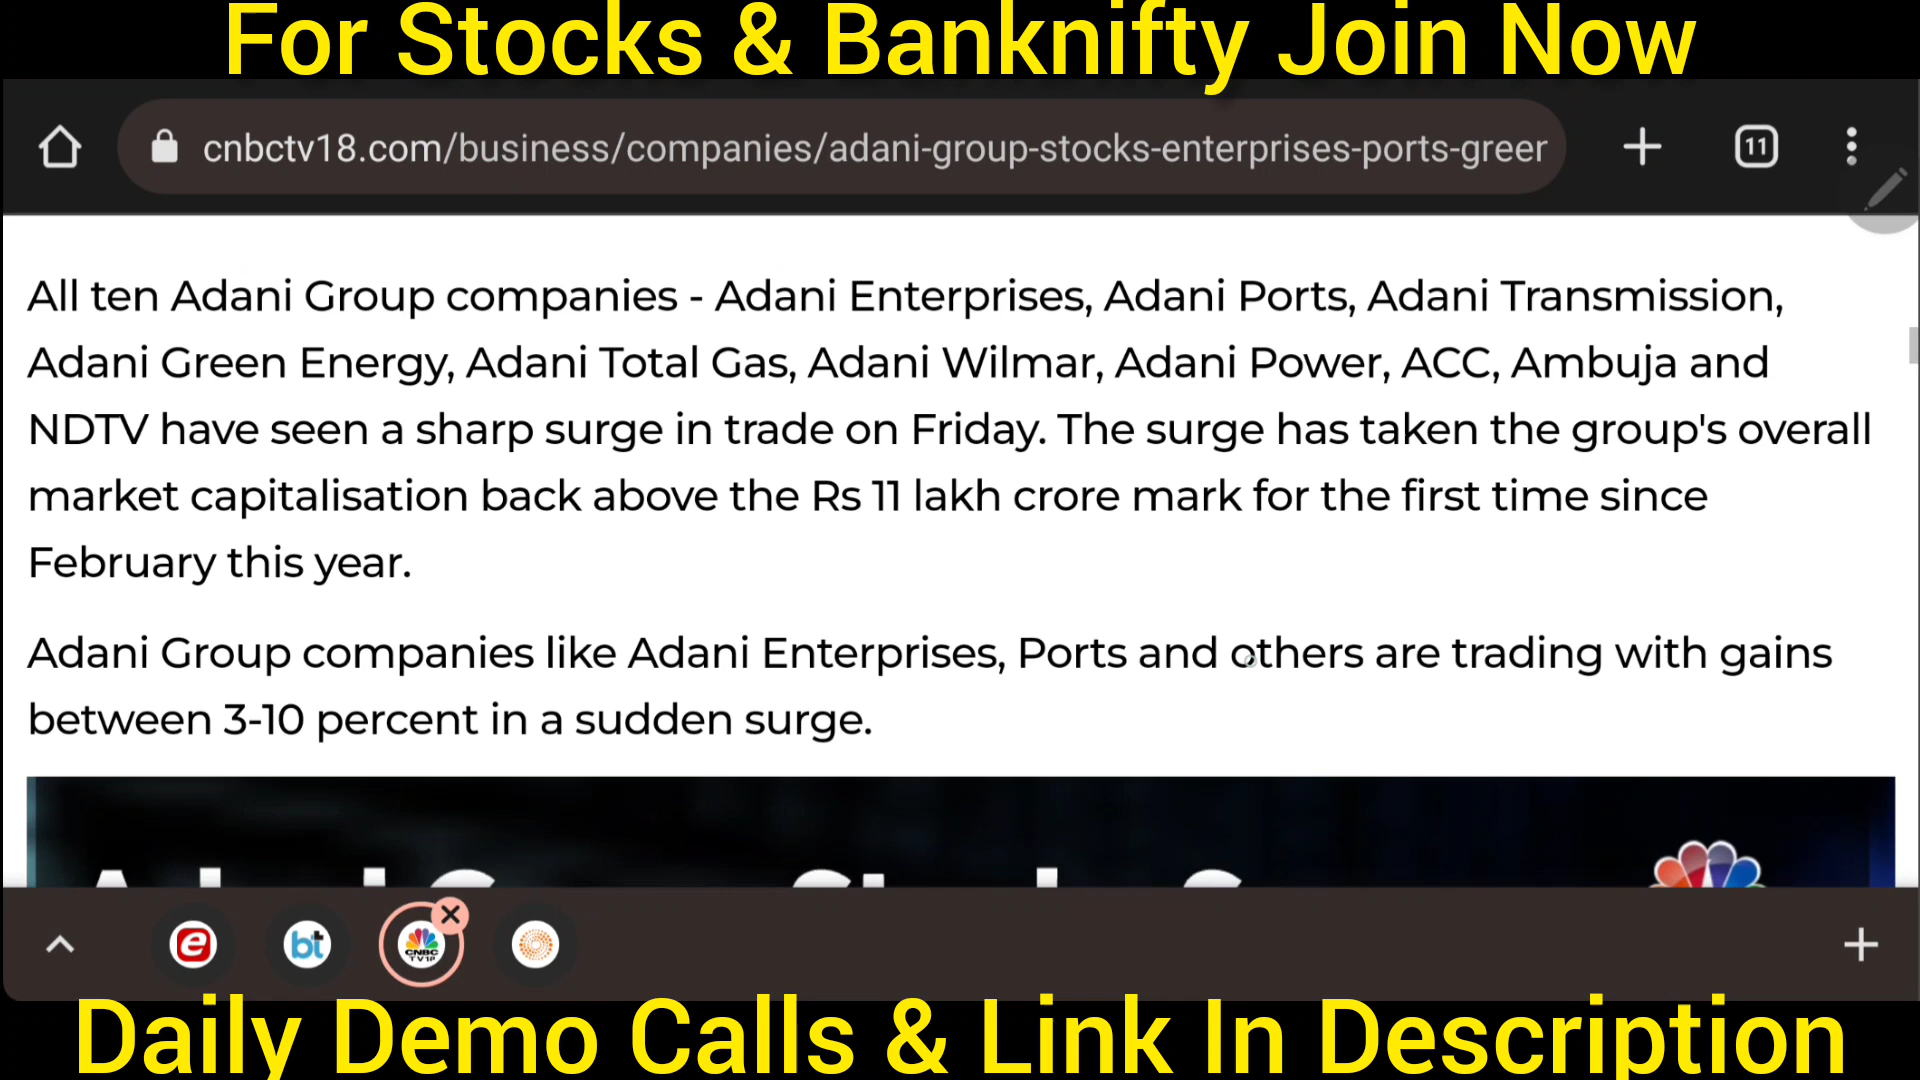 For Stocks & Banknifty Join Now
cnbctv18.com/business/companies/adani-group-stocks-enterprises-ports-greer
11
All ten Adani Group companies - Adani Enterprises, Adani Ports, Adani Transmission,
Adani Green Energy, Adani Total Gas, Adani Wilmar, Adani Power, ACC, Ambuja and
NDTV have seen a sharp surge in trade on Friday. The surge has taken the group's overall
market capitalisation back above the Rs 11 lakh crore mark for the first time since
February this year.
Adani Group companies like Adani Enterprises, Ports and others are trading with gains
between 3-10 percent in a sudden surge.
e
bt
CNBC
TV18
Daily Demo Calls & Link In Description